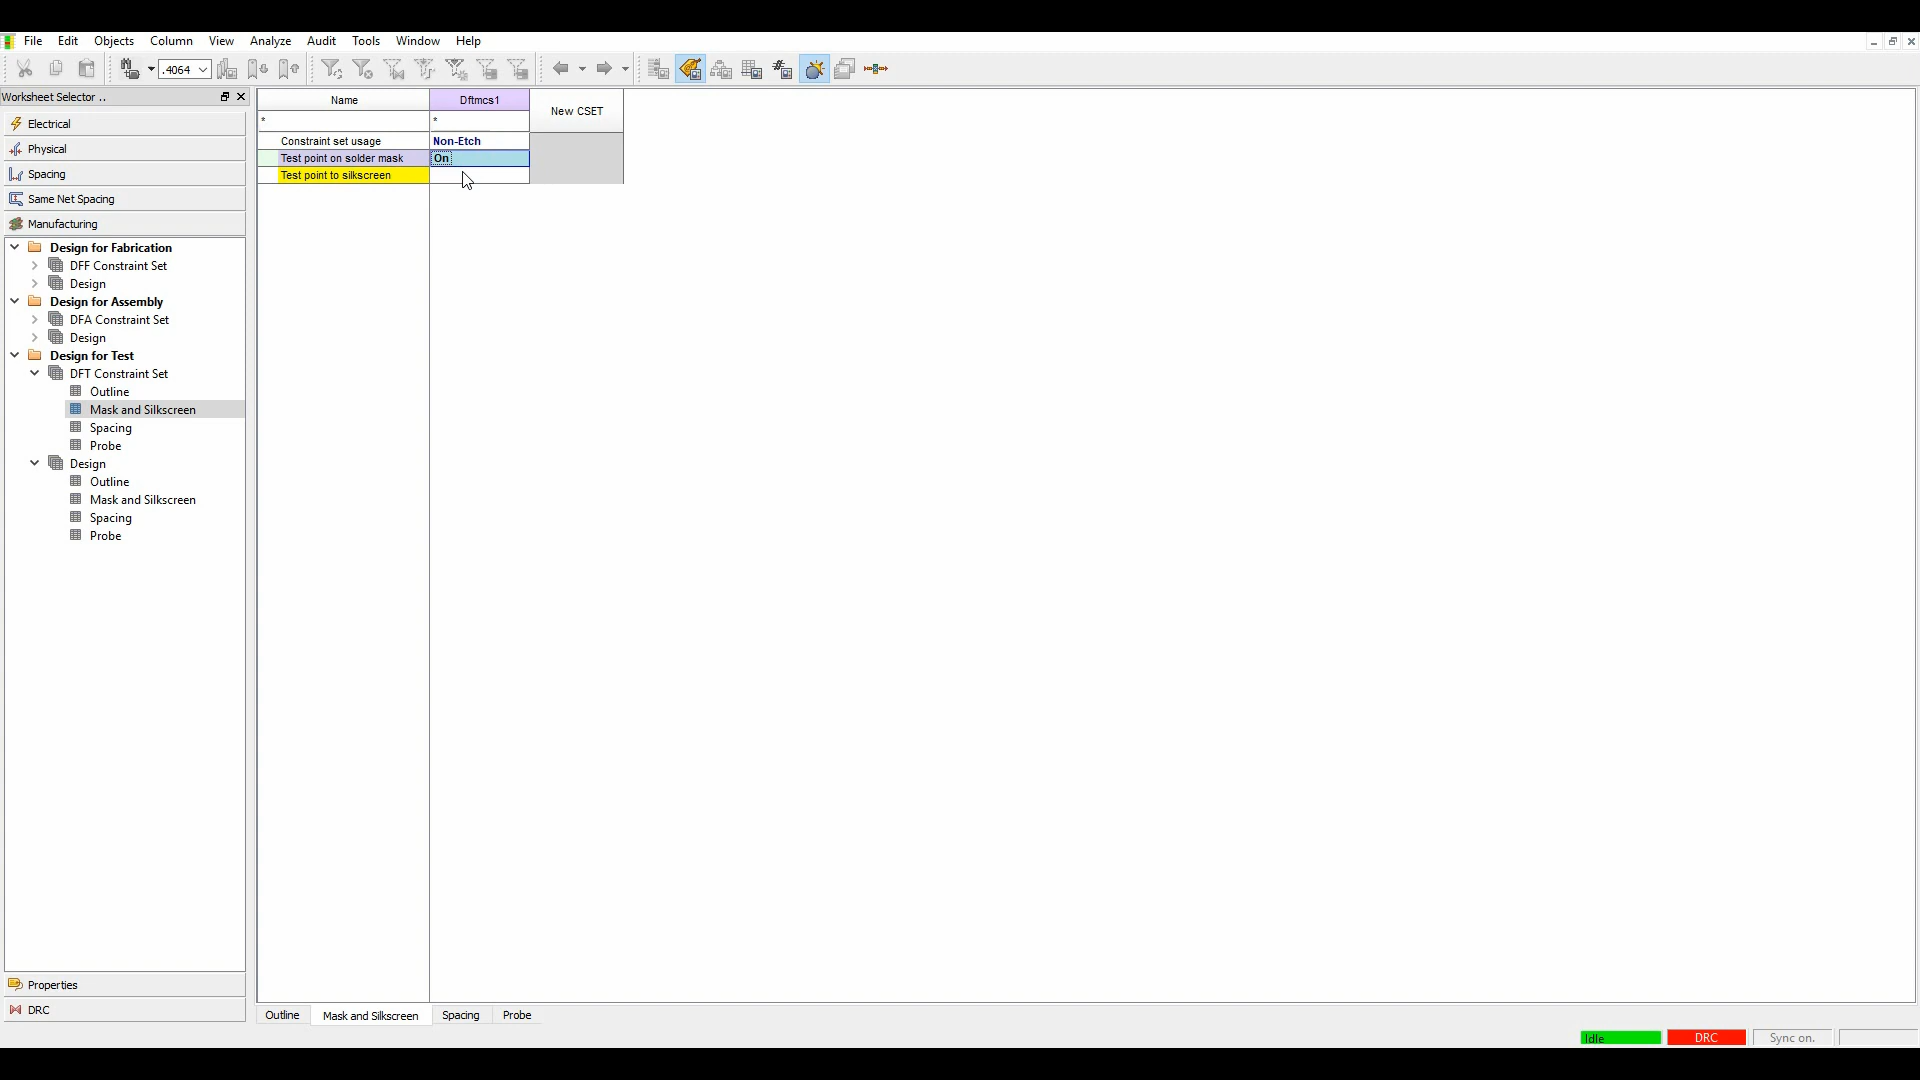 File Edit Objects Column View Analyze Audit Tools Window Help
.4064
Worksheet Selector ..
Electrical
Physical
Spacing
Same Net Spacing
Manufacturing
Design for Fabrication
DFF Constraint Set
Design
Design for Assembly
DFA Constraint Set
Design
Design for Test
DFT Constraint Set
Outline
Mask and Silkscreen
Spacing
Probe
Design
Outline
Mask and Silkscreen
Spacing
Probe
Properties
DRC
Name Dftmcs1 New CSET
* *
Constraint set usage Non-Etch
Test point on solder mask On
Test point to silkscreen
Outline Mask and Silkscreen Spacing Probe
Idle DRC Sync on.